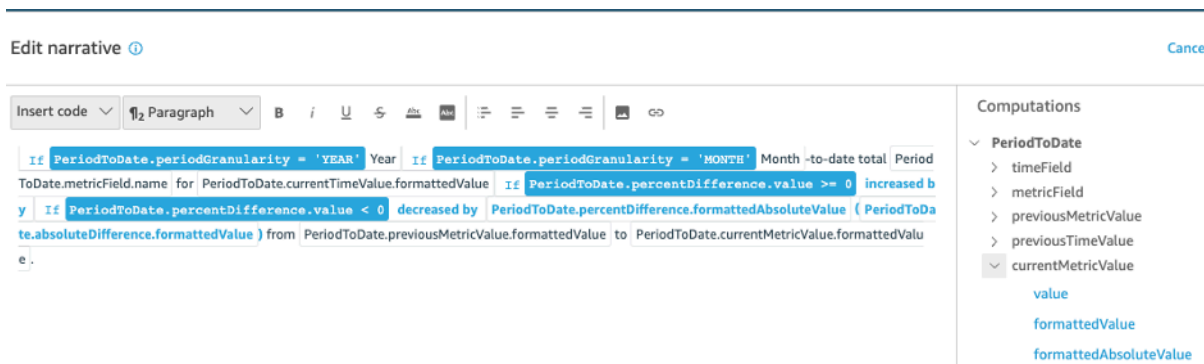 Edit narrative
Cance
Insert code ¶2 Paragraph B i U S Abc Abc
Computations
If PeriodToDate.periodGranularity = 'YEAR' Year If PeriodToDate.periodGranularity = 'MONTH' Month -to-date total Period
ToDate.metricField.name for PeriodToDate.currentTimeValue.formattedValue If PeriodToDate.percentDifference.value >= 0 increased b
y If PeriodToDate.percentDifference.value < 0 decreased by PeriodToDate.percentDifference.formattedAbsoluteValue ( PeriodToDa
te.absoluteDifference.formattedValue ) from PeriodToDate.previousMetricValue.formattedValue to PeriodToDate.currentMetricValue.formattedValu
e .
PeriodToDate
timeField
metricField
previousMetricValue
previousTimeValue
currentMetricValue
value
formattedValue
formattedAbsoluteValue